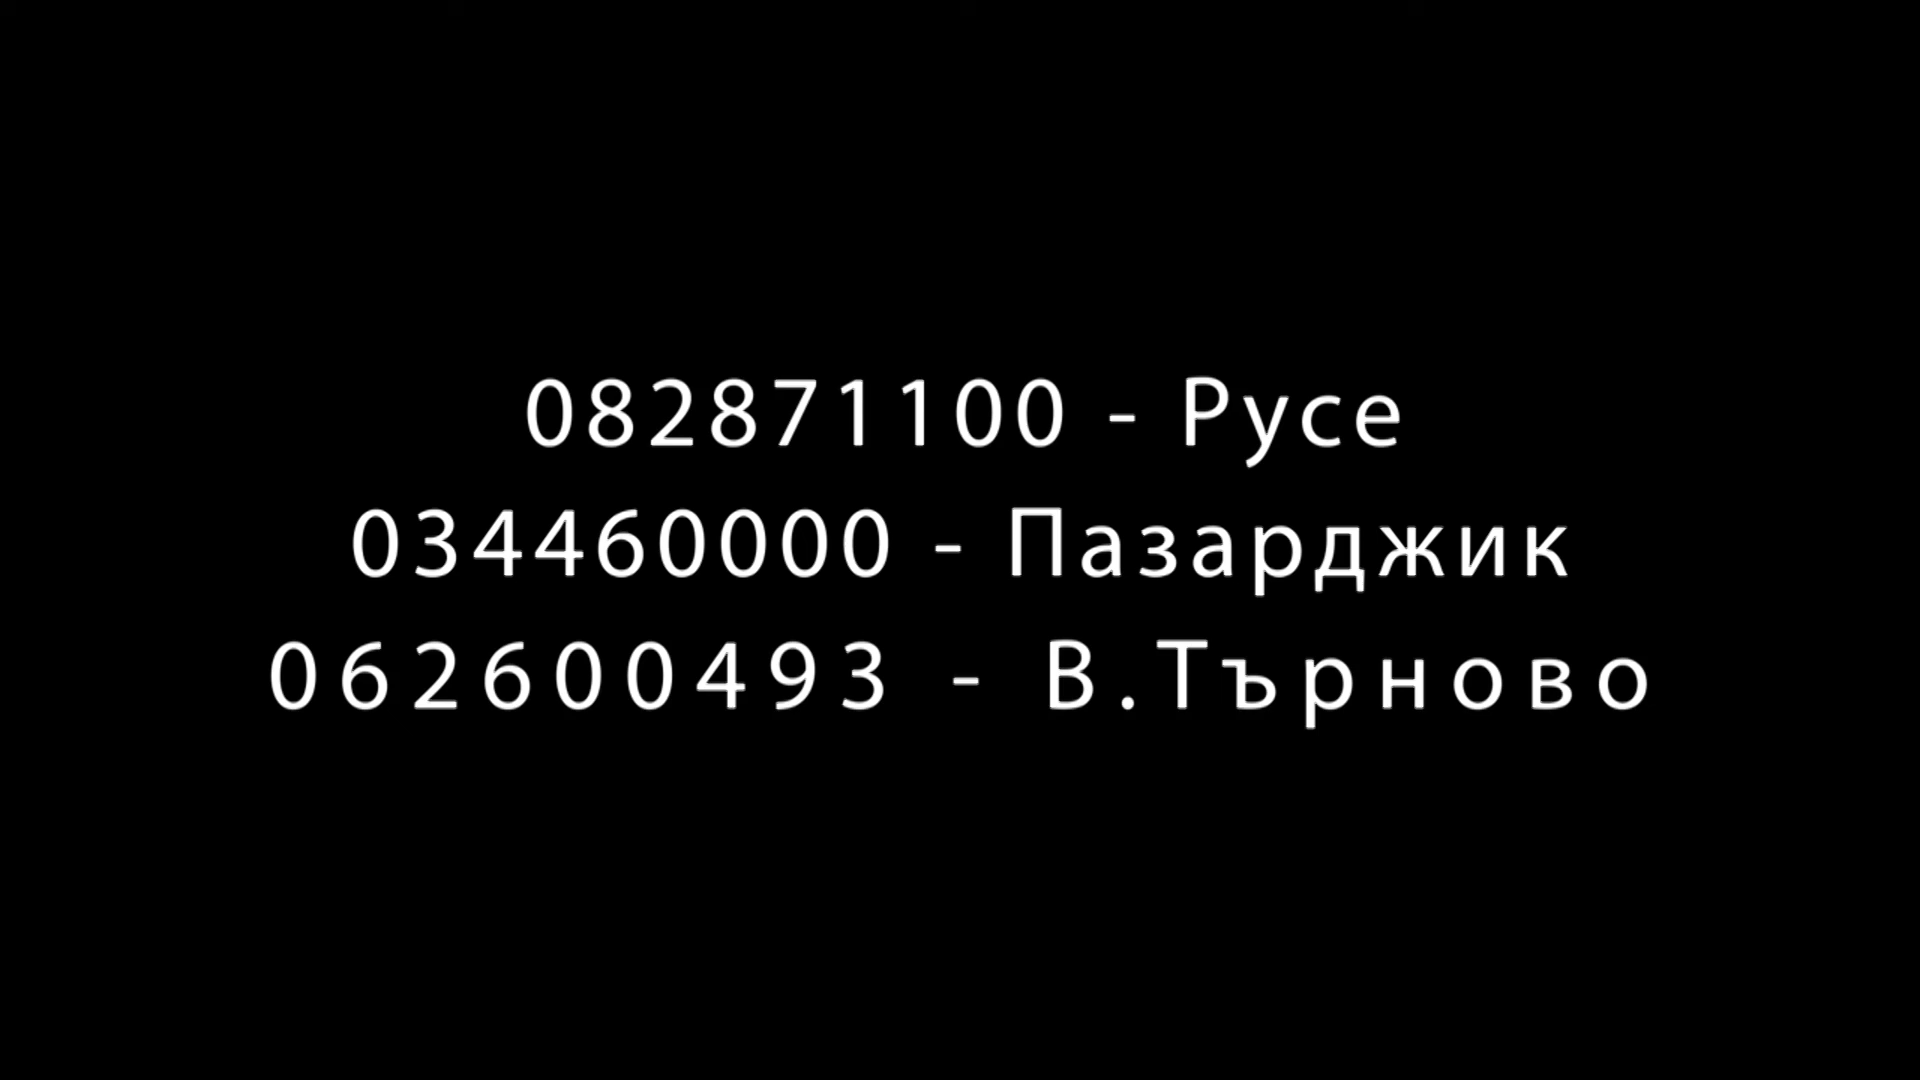 082871100 - Русе
034460000 - Пазарджик
062600493 - В.Търново